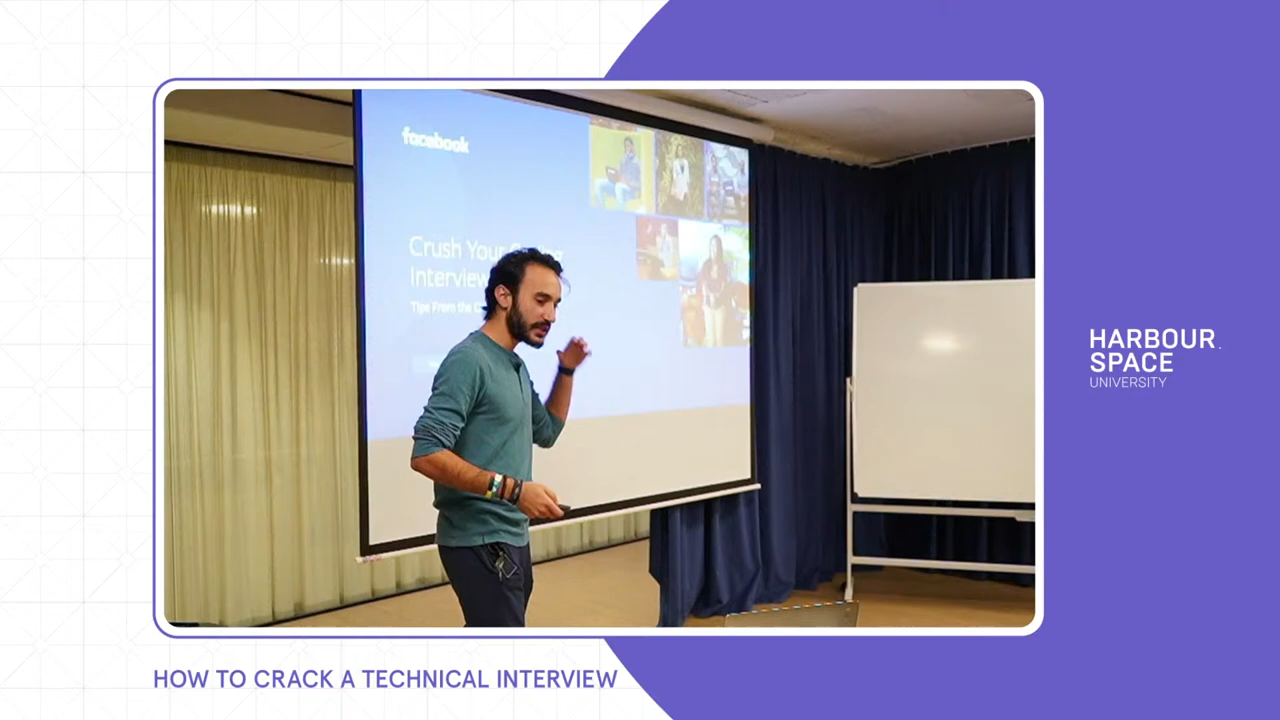 facebook
Crush Your
Interview
Tips From the
HARBOUR.
SPACE
UNIVERSITY
HOW TO CRACK A TECHNICAL INTERVIEW